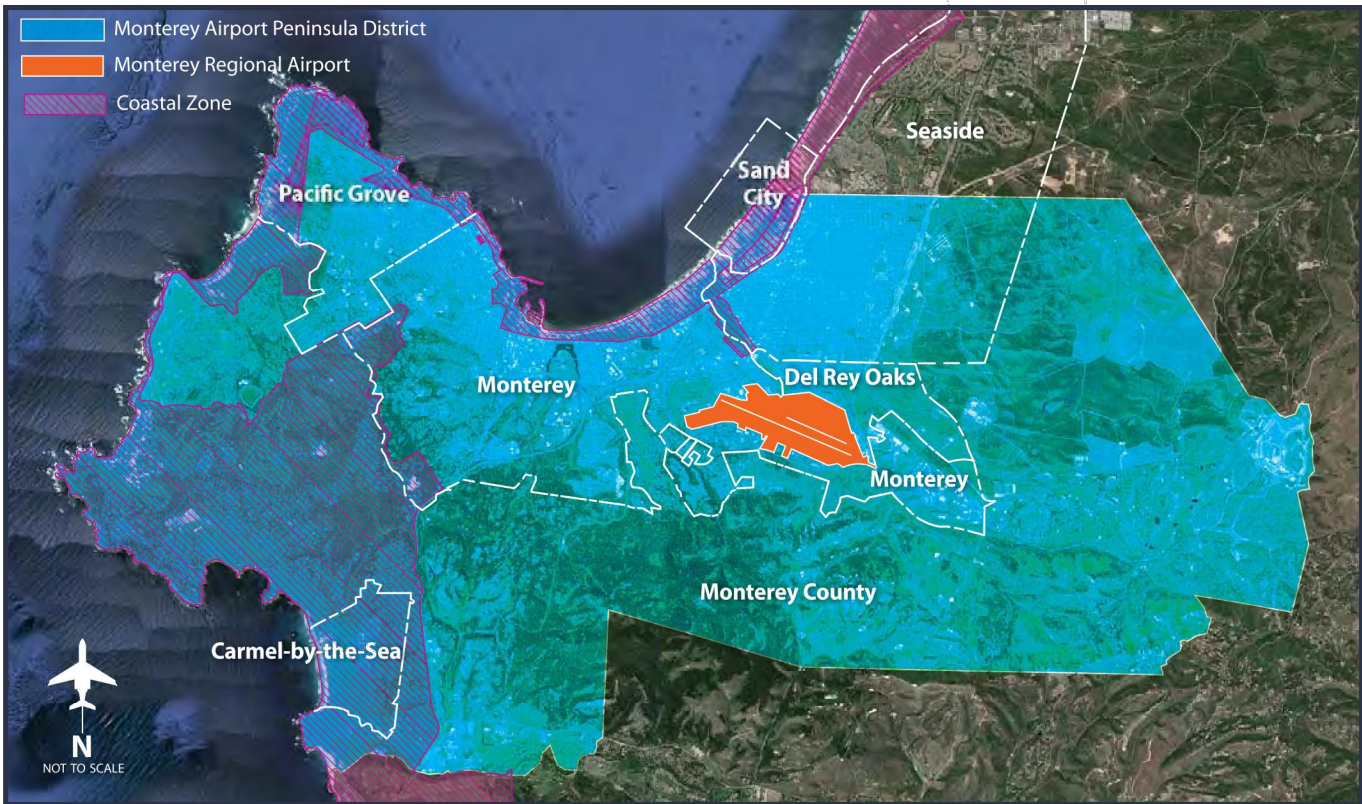 Monterey Airport Peninsula District
Monterey Regional Airport
Coastal Zone
Seaside
Sand
City
Pacific Grove
Del Rey Oaks
Monterey
Monterey
Monterey County
Carmel-by-the-Sea
N
NOT TO SCALE